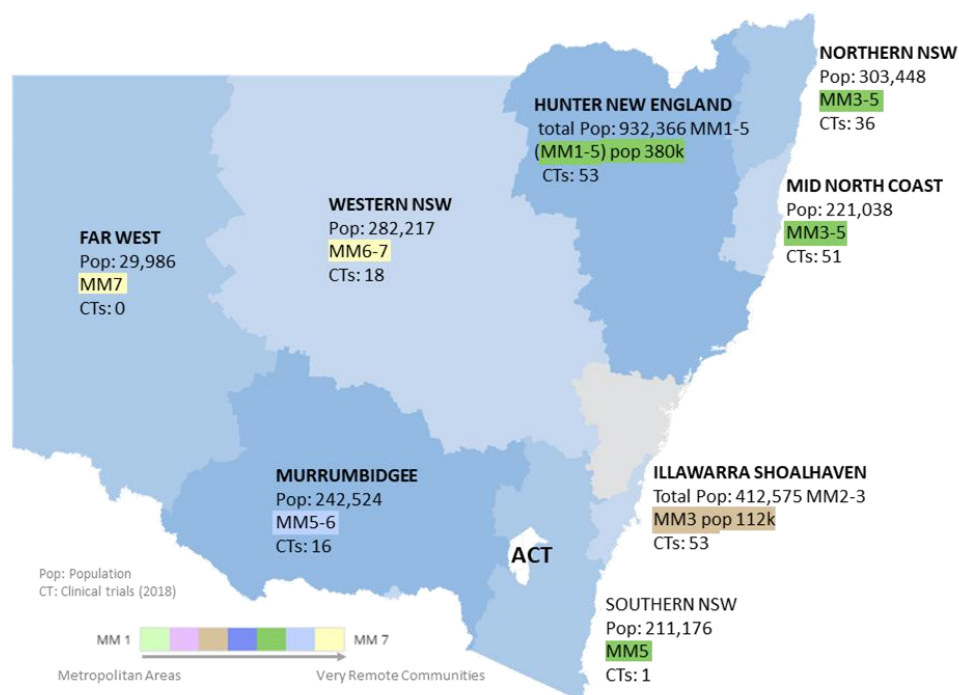 NORTHERN NSW
Pop: 303,448
MM3-5
CTs: 36
HUNTER NEW ENGLAND
total Pop: 932,366 MM1-5
(MM1-5) pop 380k
CTs: 53
MID NORTH COAST
Pop: 221,038
MM3-5
CTs: 51
WESTERN NSW
Pop: 282,217
MM6-7
CTs: 18
FAR WEST
Pop: 29,986
MM7
CTs: 0
MURRUMBIDGEE
Pop: 242,524
MM5-6
CTs: 16
ILLAWARRA SHOALHAVEN
Total Pop: 412,575 MM2-3
MM3 pop 112k
CTs: 53
ACT
SOUTHERN NSW
Pop: 211,176
MM5
CTs: 1
Pop: Population
CT: Clinical trials (2018)
MM 1
MM 7
Metropolitan Areas
Very Remote Communities